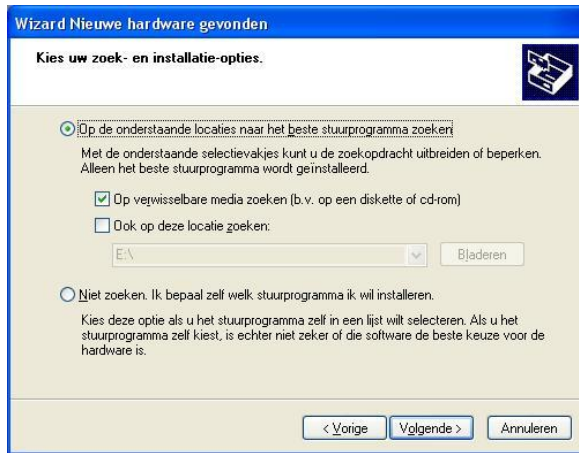 Wizard Nieuwe hardware gevonden
Kies uw zoek- en installatie-opties.
Op de onderstaande locaties naar het beste stuurprogramma zoeken
Met de onderstaande selectievakjes kunt u de zoekopdracht uitbreiden of beperken.
Alleen het beste stuurprogramma wordt geïnstalleerd.
Op verwisselbare media zoeken (b.v. op een diskette of cd-rom)
Ook op deze locatie zoeken:
E:\
Bladeren
Niet zoeken. Ik bepaal zelf welk stuurprogramma ik wil installeren.
Kies deze optie als u het stuurprogramma zelf in een lijst wilt selecteren. Als u het
stuurprogramma zelf kiest, is echter niet zeker of die software de beste keuze voor de
hardware is.
< Vorige
Volgende >
Annuleren